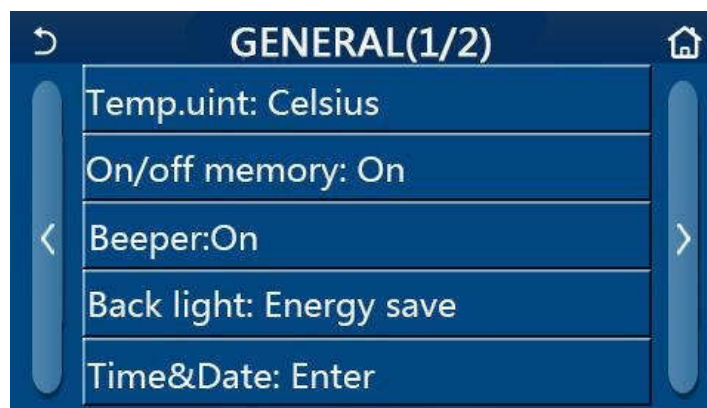 GENERAL(1/2)
Temp.uint: Celsius
On/off memory: On
Beeper:On
Back light: Energy save
Time&Date: Enter